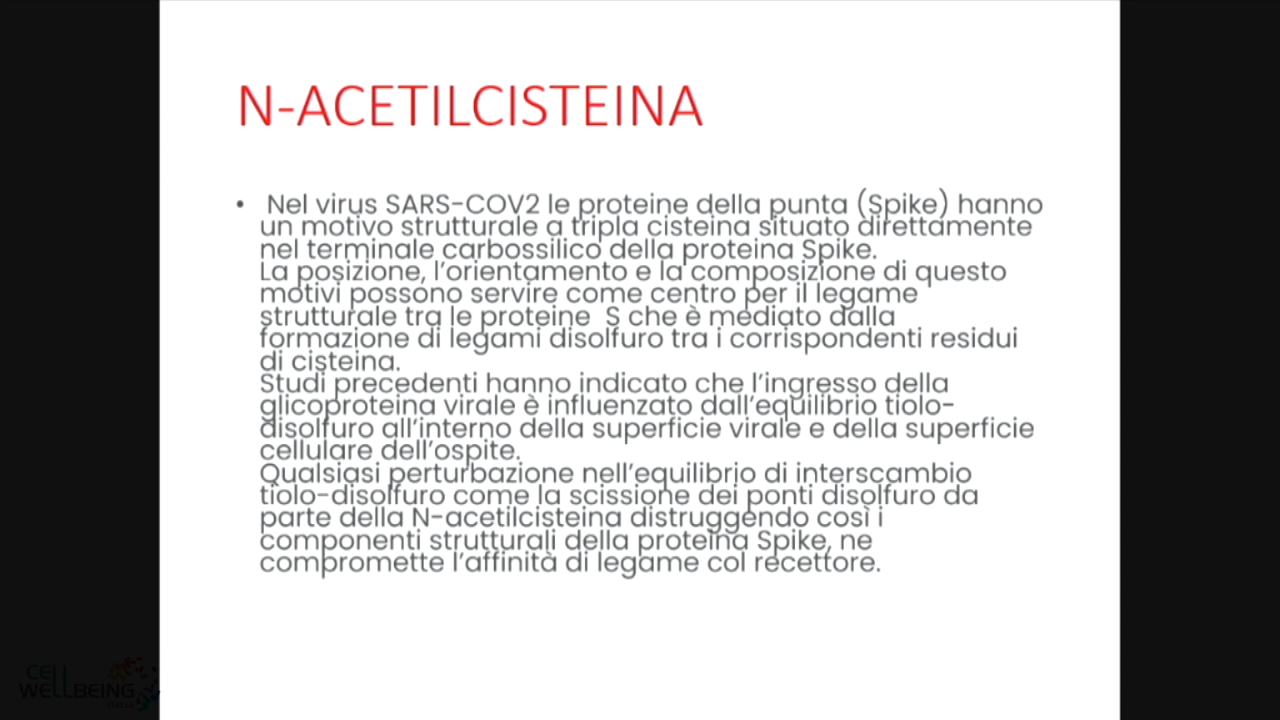 N-ACETILCISTEINA
• Nel virus SARS-COV2 le proteine della punta (Spike) hanno
un motivo strutturale a tripla cisteina situato direttamente
nel terminale carbossilico della proteina Spike.
La posizione, l'orientamento e la composizione di questo
motivi possono servire come centro per il legame
strutturale tra le proteine S che è mediato dalla
formazione di legami disolfuro tra i corrispondenti residui
di cisteina.
Studi precedenti hanno indicato che l'ingresso della
glicoproteina virale è influenzato dall'equilibrio tiolo-
disolfuro all'interno della superficie virale e della superficie
cellulare dell'ospite.
Qualsiasi perturbazione nell'equilibrio di interscambio
tiolo-disolfuro come la scissione dei ponti disolfuro da
parte della N-acetilcisteina distruggendo così i
componenti strutturali della proteina Spike, ne
compromette l'affinità di legame col recettore.
CELL
WELLBEING
ITALIA